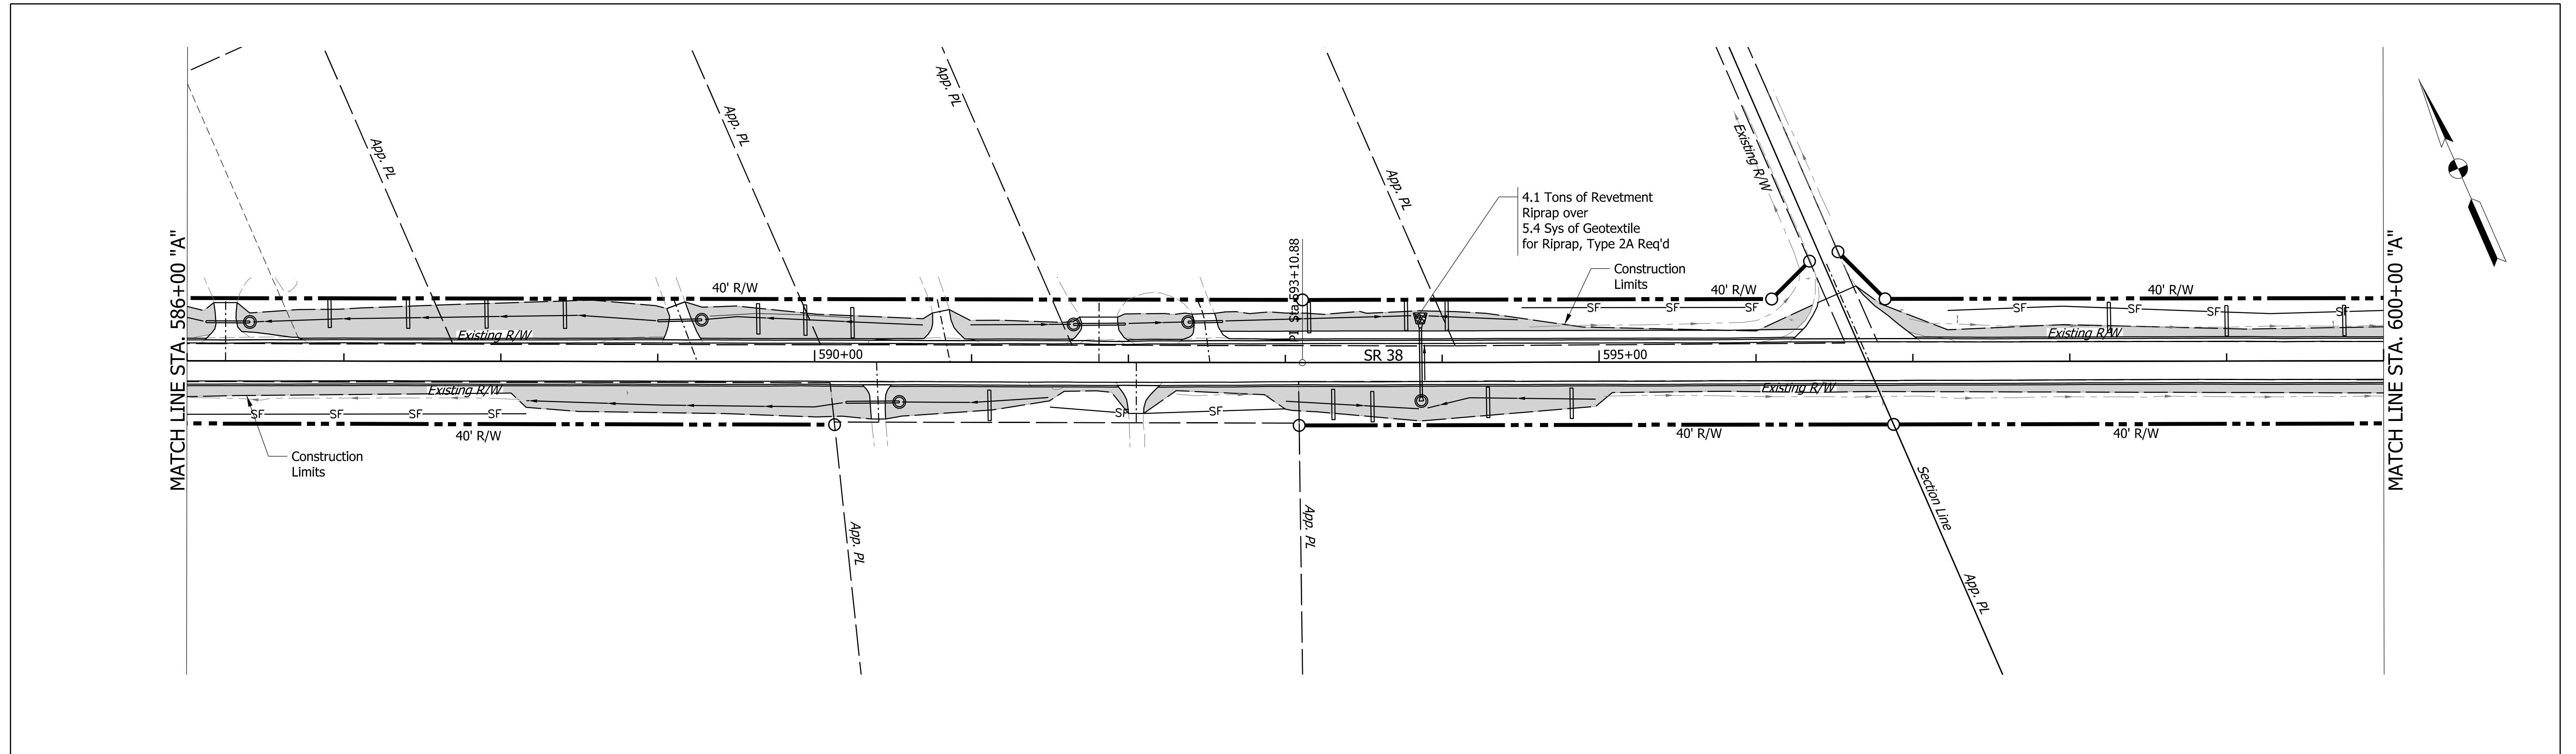 App. PL
App. PL
App. PL
App. PL
Existing R/W
4.1 Tons of Revetment
Riprap over
5.4 Sys of Geotextile
for Riprap, Type 2A Req'd
Construction
Limits
MATCH LINE STA. 586+00 "A"
40' R/W
PI Sta 593+10.88
SF
SF
SF
40' R/W
40' R/W
SF
SF
SF
SF
SF
MATCH LINE STA. 600+00 "A"
Existing R/W
Existing R/W
590+00
SR 38
595+00
Existing R/W
Existing R/W
SF
SF
SF
SF
SF
SF
40' R/W
40' R/W
40' R/W
Construction
Limits
App. PL
App. PL
Section Line
App. PL